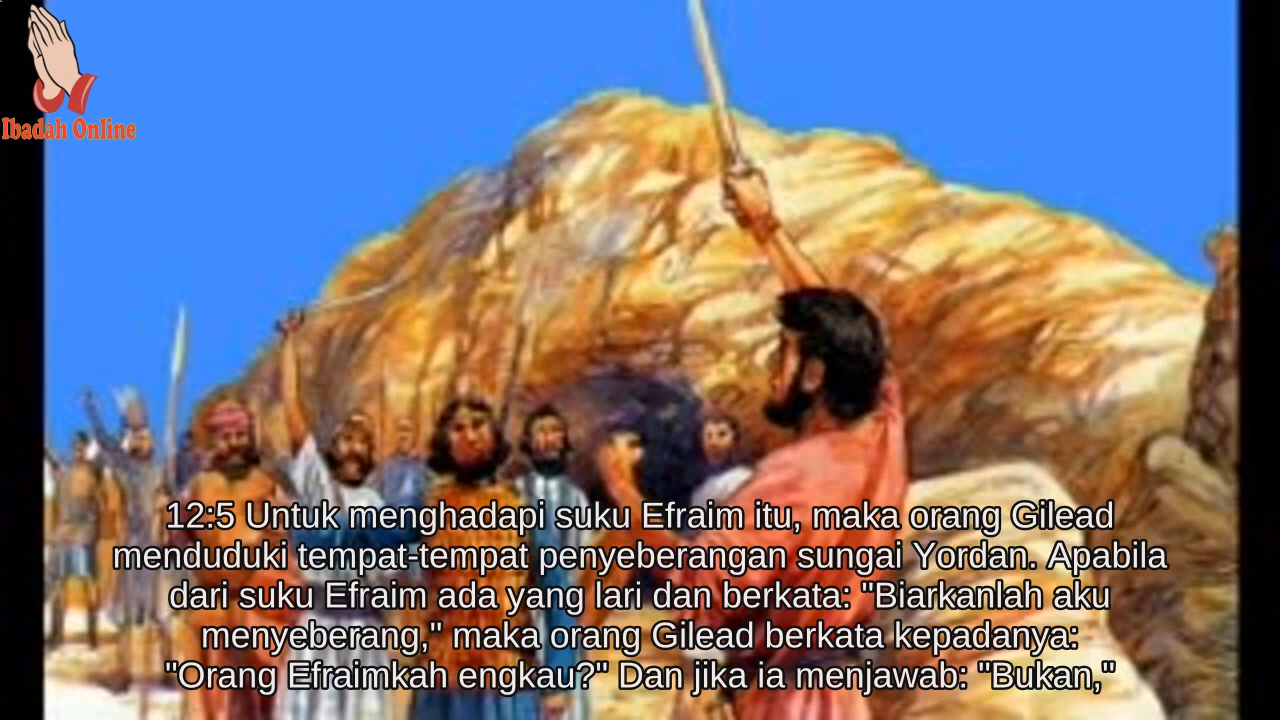 Ibadah Online
12:5 Untuk menghadapi suku Efraim itu, maka orang Gilead
menduduki tempat-tempat penyeberangan sungai Yordan. Apabila
dari suku Efraim ada yang lari dan berkata: "Biarkanlah aku
menyeberang," maka orang Gilead berkata kepadanya:
"Orang Efraimkah engkau?" Dan jika ia menjawab: "Bukan,"